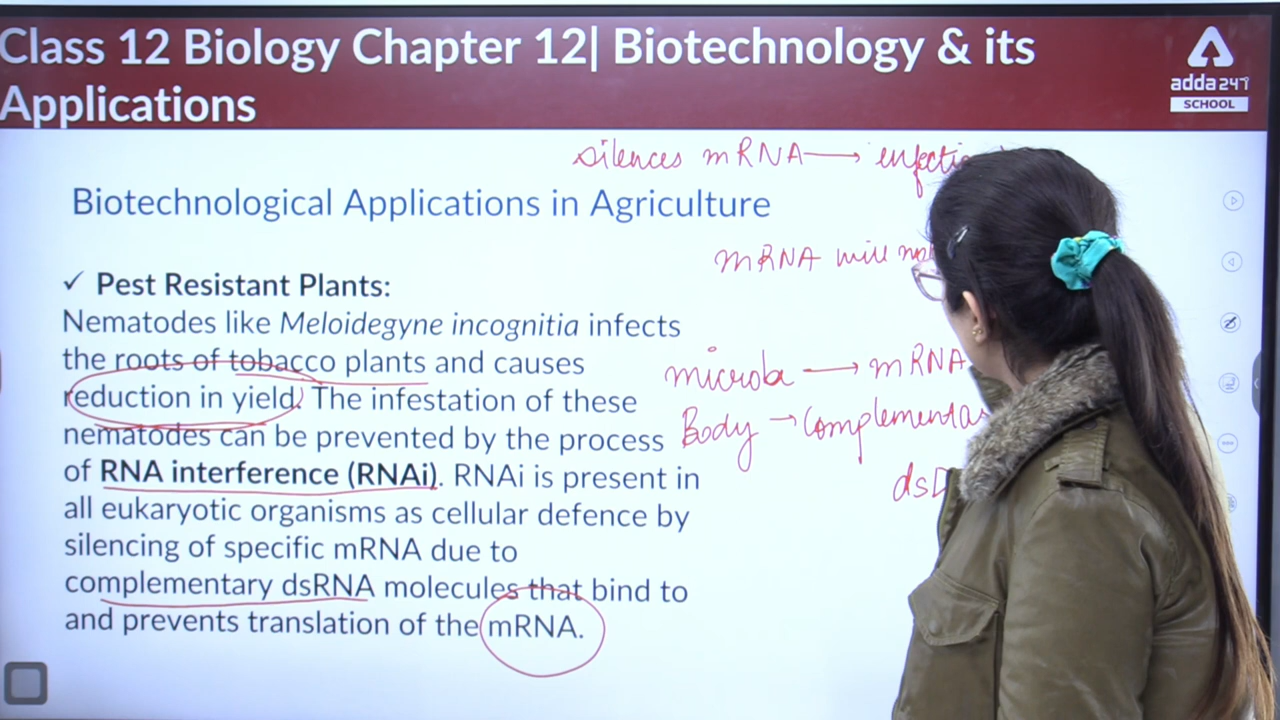 Class 12 Biology Chapter 12| Biotechnology & its
Applications
adda247
SCHOOL
silences mRNA → infecti
Biotechnological Applications in Agriculture
mRNA will not
✓ Pest Resistant Plants:
Nematodes like Meloidegyne incognitia infects
the roots of tobacco plants and causes
reduction in yield. The infestation of these
nematodes can be prevented by the process
of RNA interference (RNAi). RNAi is present in
all eukaryotic organisms as cellular defence by
silencing of specific mRNA due to
complementary dsRNA molecules that bind to
and prevents translation of the mRNA.
→ mRNA
Body → Complementa